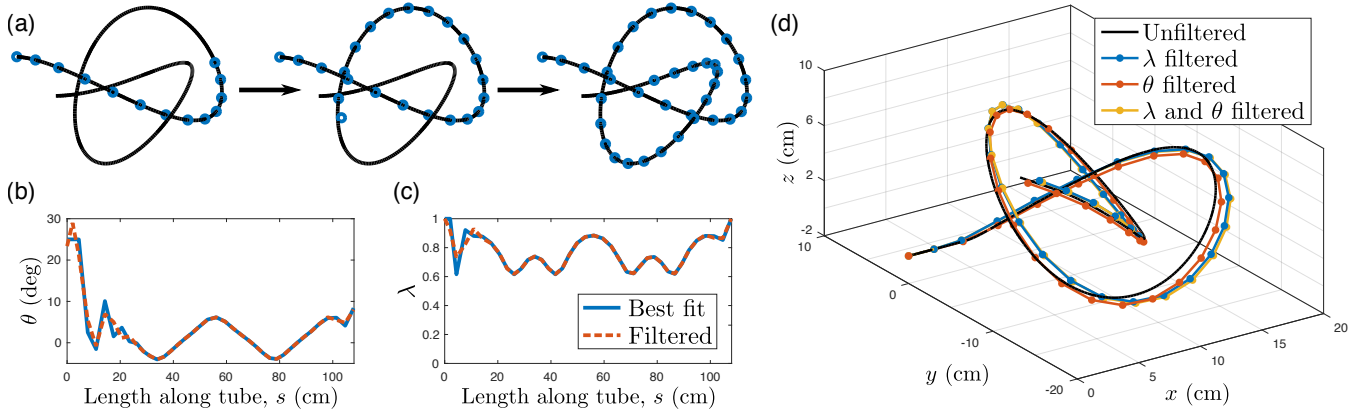 (a)
(b)
θ (deg)
30
20
10
0
0 20 40 60 80 100
Length along tube, s (cm)
(c)
λ
1
0.8
0.6
0.4
0.2
0
0 20 40 60 80 100
Length along tube, s (cm)
Best fit
Filtered
(d)
Unfiltered
λ filtered
θ filtered
λ and θ filtered
z (cm)
10
6
2
-2
10
0
-10
-20
y (cm)
0
5
10
15
20
x (cm)